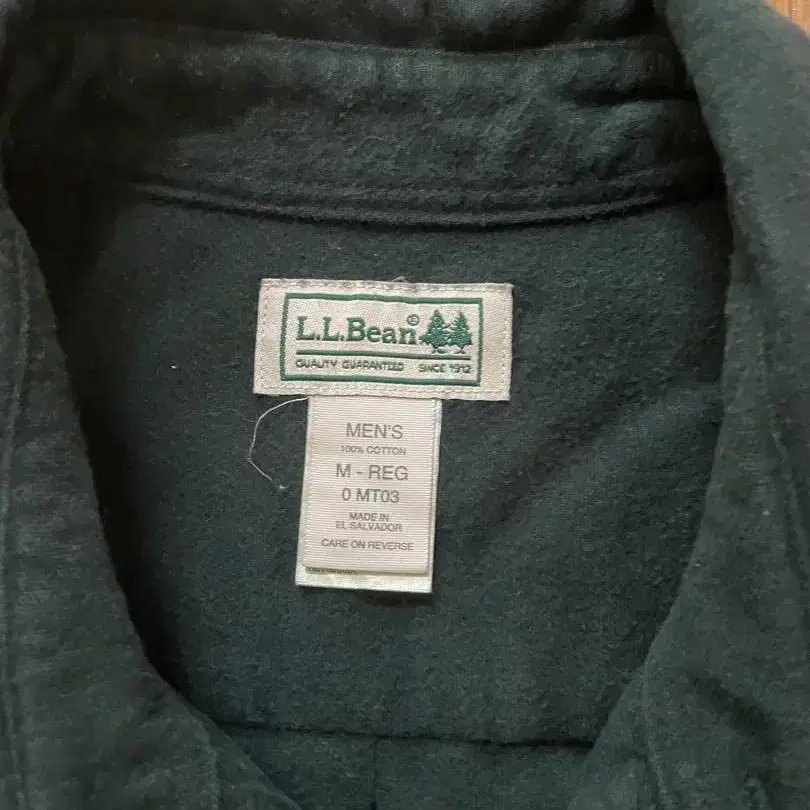 L.L.Bean®
QUALITY GUARANTEED SINCE 1912
MEN'S
100% COTTON
M - REG
0 MT03
MADE IN
EL SALVADOR
CARE ON REVERSE